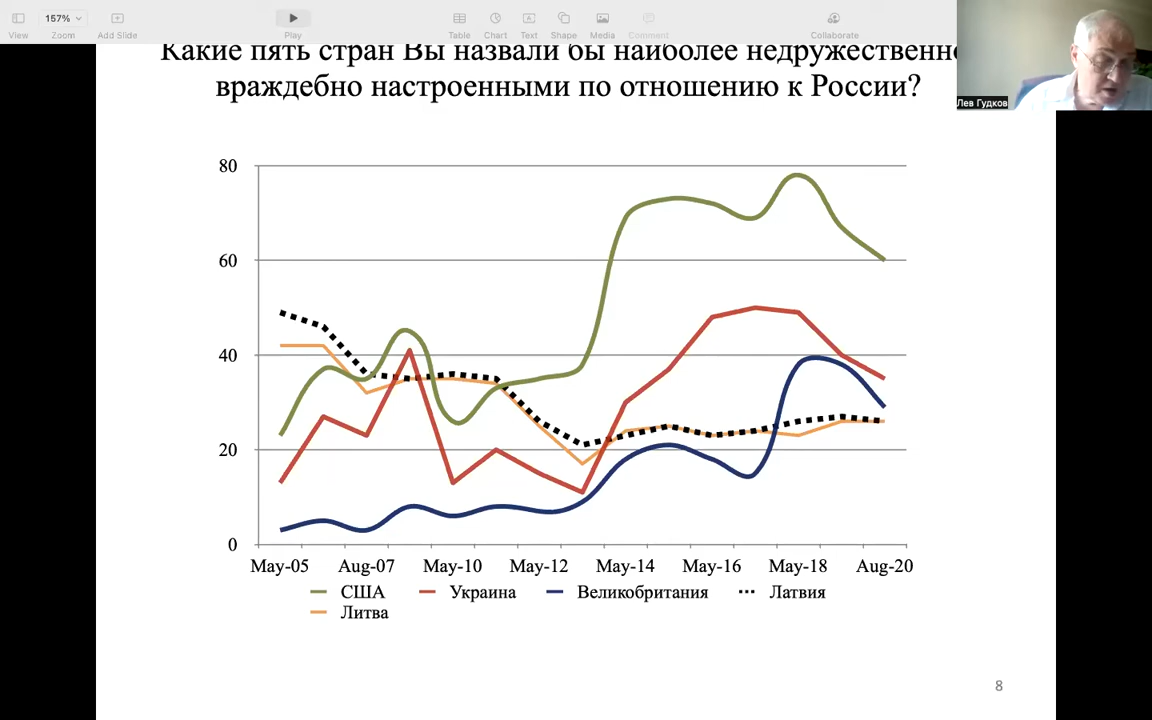 157%
View
Zoom
Add Slide
Play
Table
Chart
Text
Shape
Media
Comment
Collaborate
Лев Гудков
Какие пять стран Вы назвали бы наиболее недружественно
враждебно настроенными по отношению к России?
80
60
40
20
0
May-05 Aug-07 May-10 May-12 May-14 May-16 May-18 Aug-20
США Украина Великобритания Латвия
Литва
8